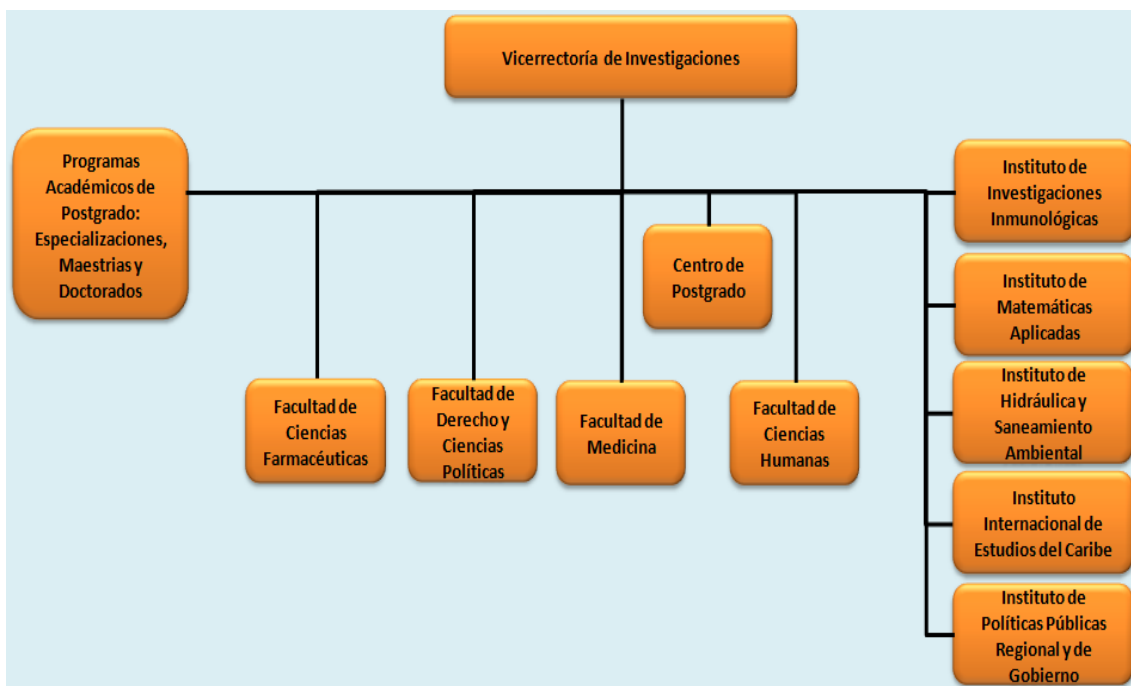 Vicerrectoría de Investigaciones
Programas
Académicos de
Postgrado:
Especializaciones,
Maestrias y
Doctorados
Instituto de
Investigaciones
Inmunológicas
Centro de
Postgrado
Instituto de
Matemáticas
Aplicadas
Facultad de
Ciencias
Farmacéuticas
Facultad de
Derecho y
Ciencias
Políticas
Facultad de
Medicina
Facultad de
Ciencias
Humanas
Instituto de
Hidráulica y
Saneamiento
Ambiental
Instituto
Internacional de
Estudios del Caribe
Instituto de
Políticas Públicas
Regional y de
Gobierno